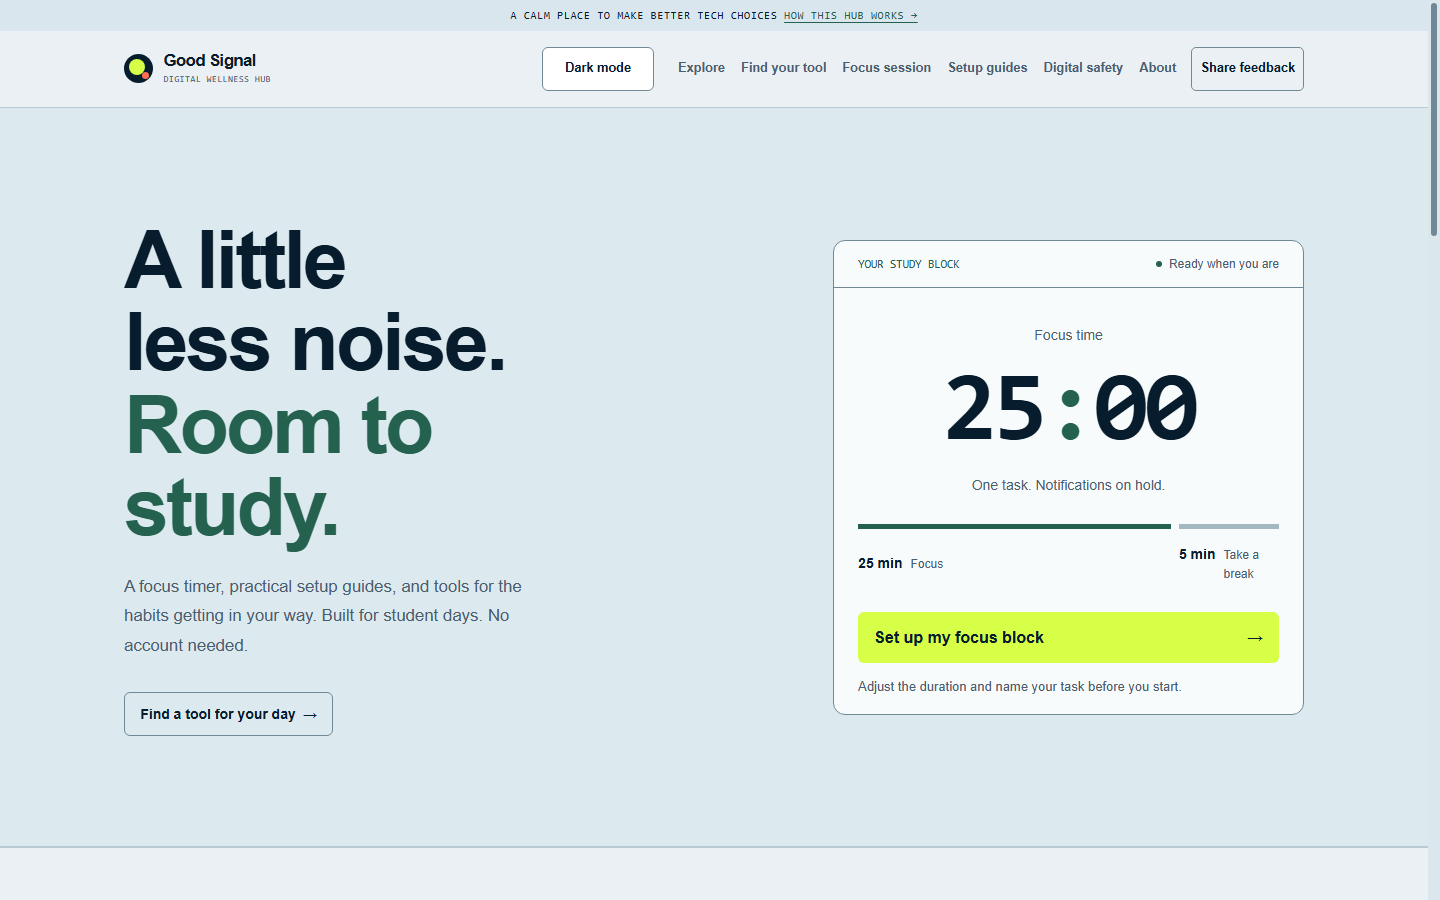 A CALM PLACE TO MAKE BETTER TECH CHOICES HOW THIS HUB WORKS →
Good Signal
DIGITAL WELLNESS HUB
Dark mode
Explore
Find your tool
Focus session
Setup guides
Digital safety
About
Share feedback
A little
less noise.
Room to
study.
A focus timer, practical setup guides, and tools for the
habits getting in your way. Built for student days. No
account needed.
Find a tool for your day →
YOUR STUDY BLOCK
Ready when you are
Focus time
25:00
One task. Notifications on hold.
25 min Focus
5 min Take a
break
Set up my focus block →
Adjust the duration and name your task before you start.